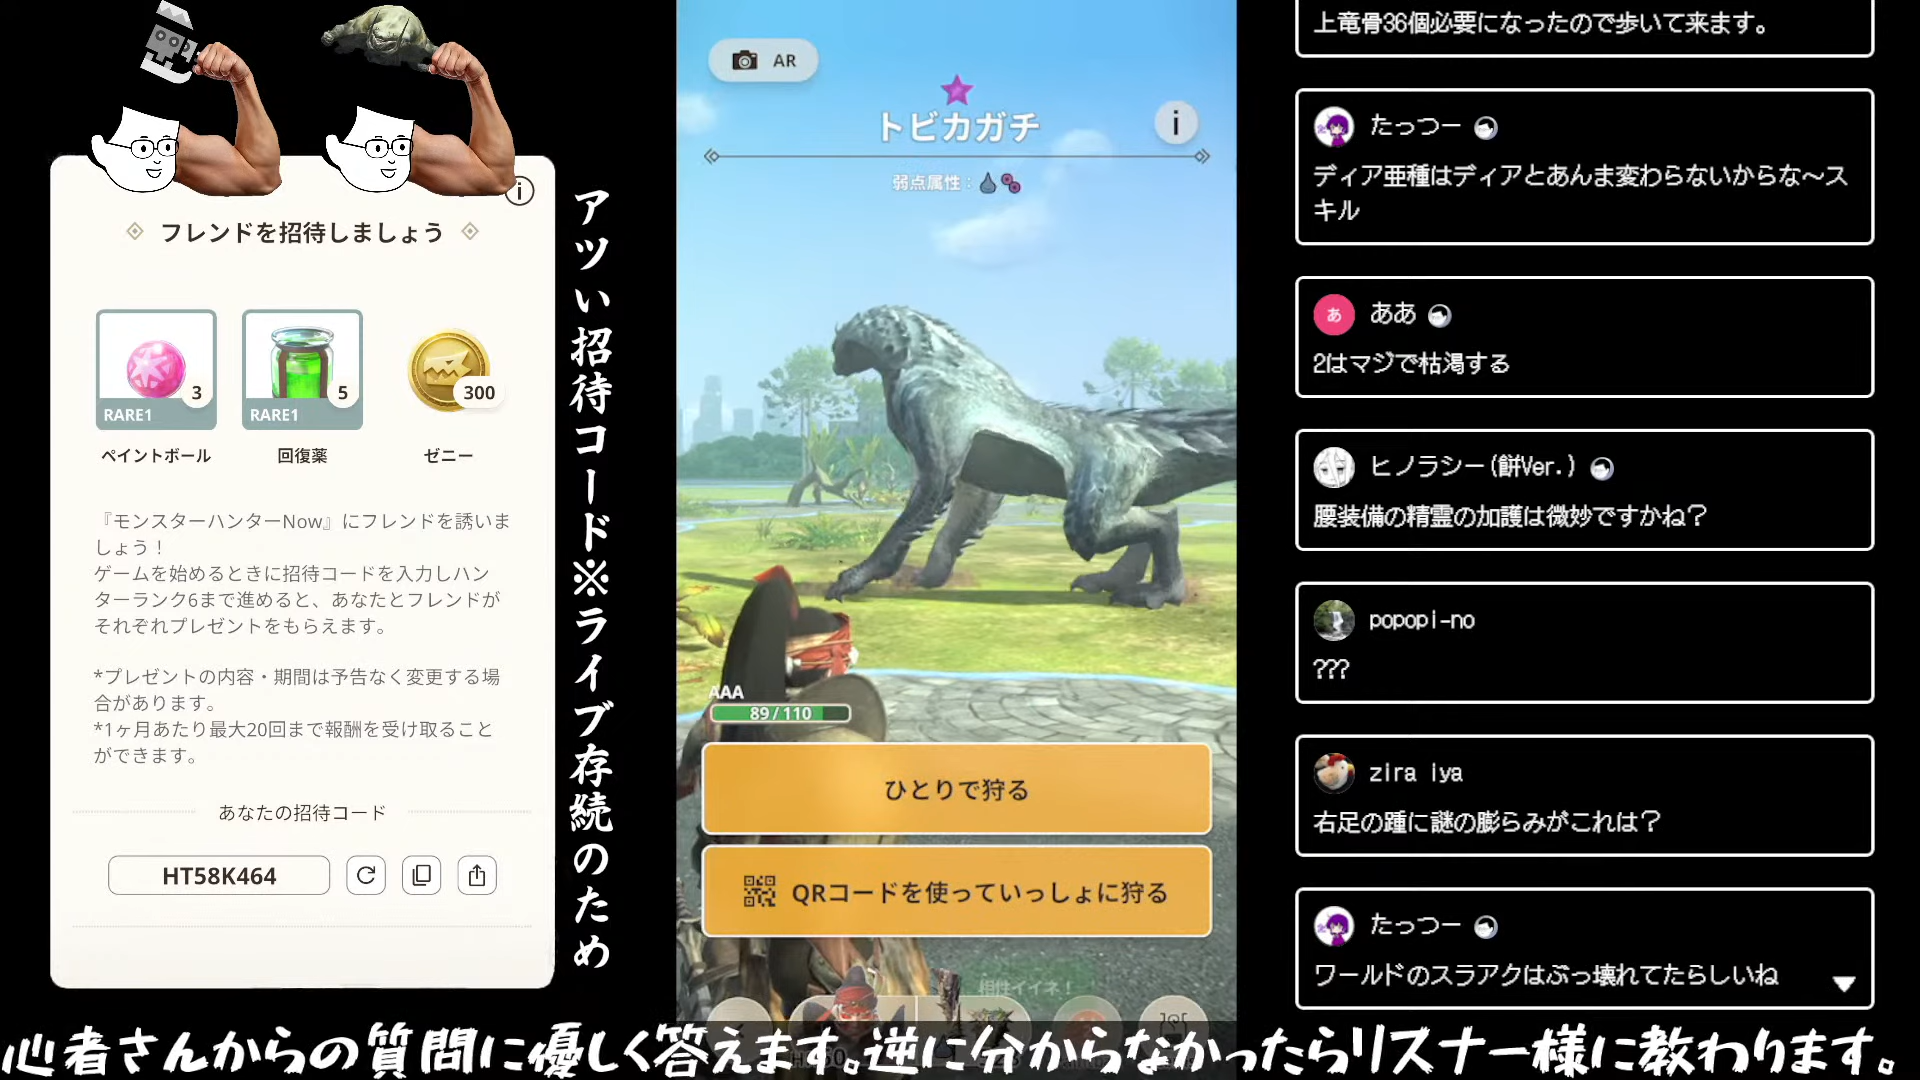 フレンドを招待しましょう
3
RARE1
ペイントボール
5
RARE1
回復薬
300
ゼニー
『モンスターハンターNow』にフレンドを誘いま
しょう！
ゲームを始めるときに招待コードを入力しハン
ターランク6まで進めると、あなたとフレンドが
それぞれプレゼントをもらえます。
*プレゼントの内容・期間は予告なく変更する場
合があります。
*1ヶ月あたり最大20回まで報酬を受け取ること
ができます。
あなたの招待コード
HT58K464
アツい招待コード※ライブ存続のため
AR
トビカガチ
弱点属性：
AAA
89/110
ひとりで狩る
QRコードを使っていっしょに狩る
相性イイネ！
上竜骨36個必要になったので歩いて来ます。
たっつー
ディア亜種はディアとあんま変わらないからな～ス
キル
あ
ああ
2はマジで枯渇する
ヒノラシー(餅Ver.)
腰装備の精霊の加護は微妙ですかね？
popopi-no
???
zira iya
右足の踵に謎の膨らみがこれは？
たっつー
ワールドのスラアクはぶっ壊れてたらしいね
心者さんからの質問に優しく答えます。逆に分からなかったらリスナー様に教わります。